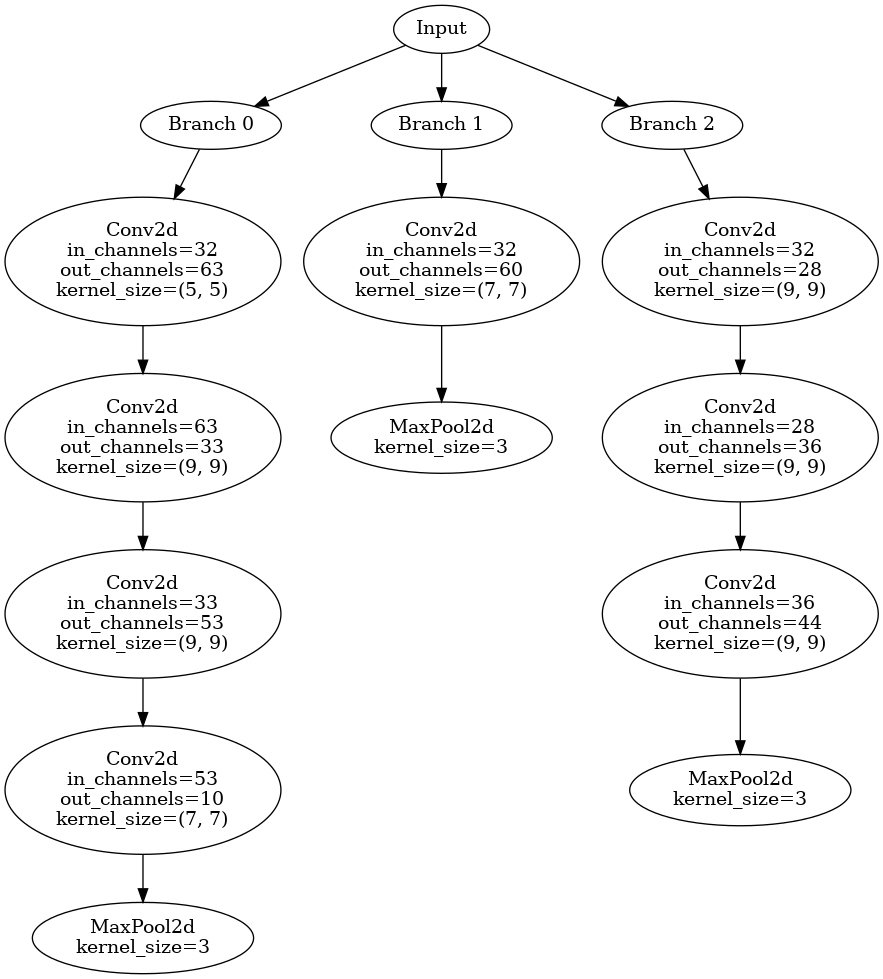 Input
Branch 0
Branch 1
Branch 2
Conv2d
in_channels=32
out_channels=63
kernel_size=(5, 5)
Conv2d
in_channels=32
out_channels=60
kernel_size=(7, 7)
Conv2d
in_channels=32
out_channels=28
kernel_size=(9, 9)
Conv2d
in_channels=63
out_channels=33
kernel_size=(9, 9)
MaxPool2d
kernel_size=3
Conv2d
in_channels=28
out_channels=36
kernel_size=(9, 9)
Conv2d
in_channels=33
out_channels=53
kernel_size=(9, 9)
Conv2d
in_channels=36
out_channels=44
kernel_size=(9, 9)
Conv2d
in_channels=53
out_channels=10
kernel_size=(7, 7)
MaxPool2d
kernel_size=3
MaxPool2d
kernel_size=3